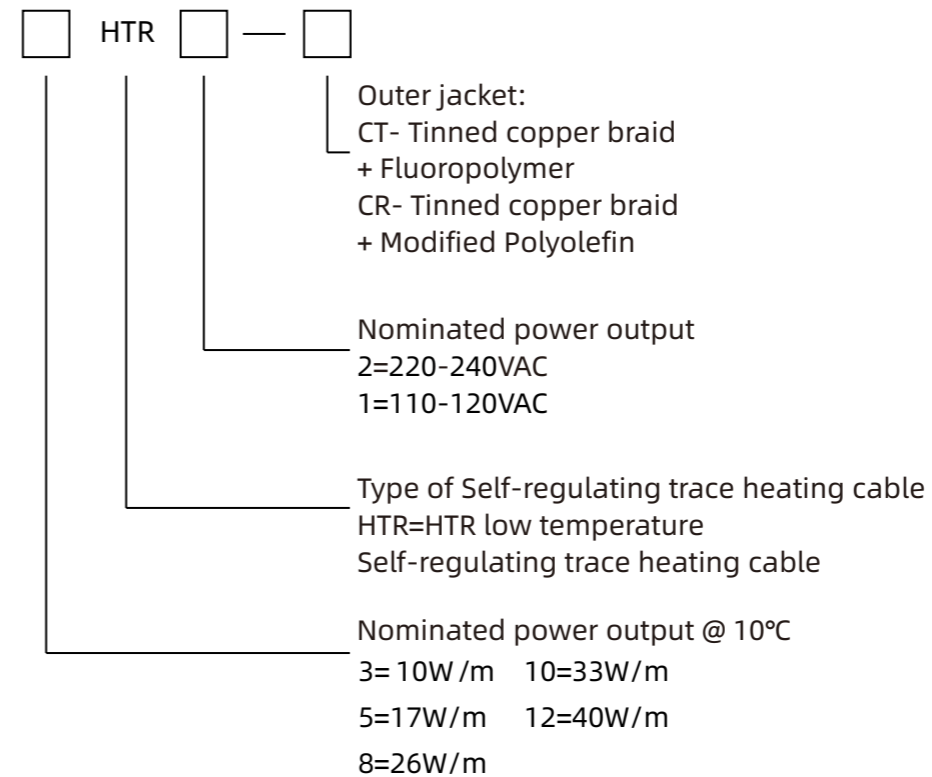 HTR —
Outer jacket:
CT- Tinned copper braid
+ Fluoropolymer
CR- Tinned copper braid
+ Modified Polyolefin
Nominated power output
2=220-240VAC
1=110-120VAC
Type of Self-regulating trace heating cable
HTR=HTR low temperature
Self-regulating trace heating cable
Nominated power output @ 10℃
3= 10W /m 10=33W/m
5=17W/m 12=40W/m
8=26W/m